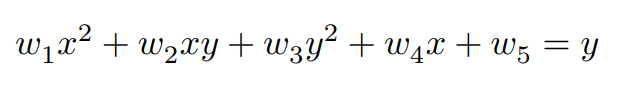 w₁x² + w₂xy + w₃y² + w₄x + w₅ = y